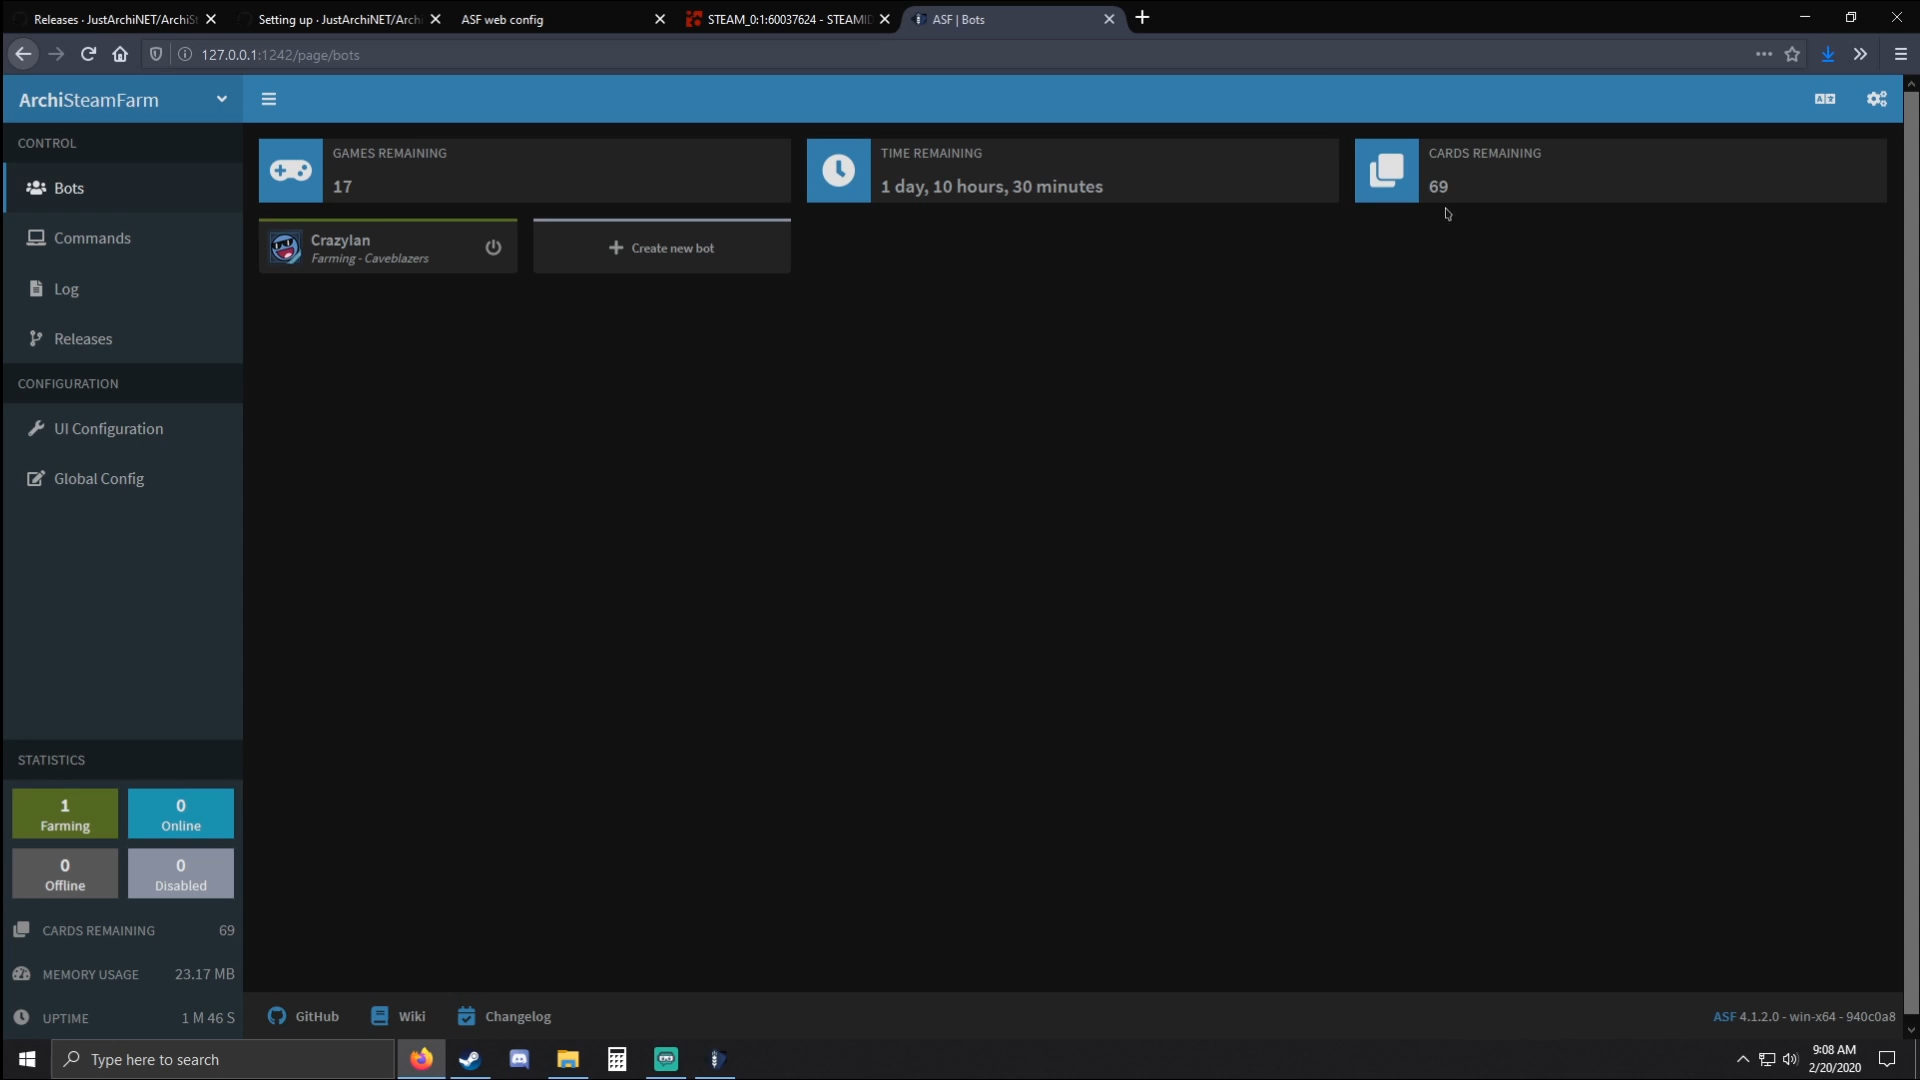 Releases · JustArchiNET/ArchiSt
Setting up · JustArchiNET/Archi
ASF web config
STEAM_0:1:60037624 - STEAMID
ASF | Bots
127.0.0.1:1242/page/bots
ArchiSteamFarm
CONTROL
Bots
Commands
Log
Releases
CONFIGURATION
UI Configuration
Global Config
GAMES REMAINING
17
TIME REMAINING
1 day, 10 hours, 30 minutes
CARDS REMAINING
69
CrazyIan
Farming - Caveblazers
Create new bot
STATISTICS
1
Farming
0
Online
0
Offline
0
Disabled
CARDS REMAINING 69
MEMORY USAGE 23.17 MB
UPTIME 1 M 46 S
GitHub
Wiki
Changelog
ASF 4.1.2.0 - win-x64 - 940c0a8
Type here to search
9:08 AM
2/20/2020